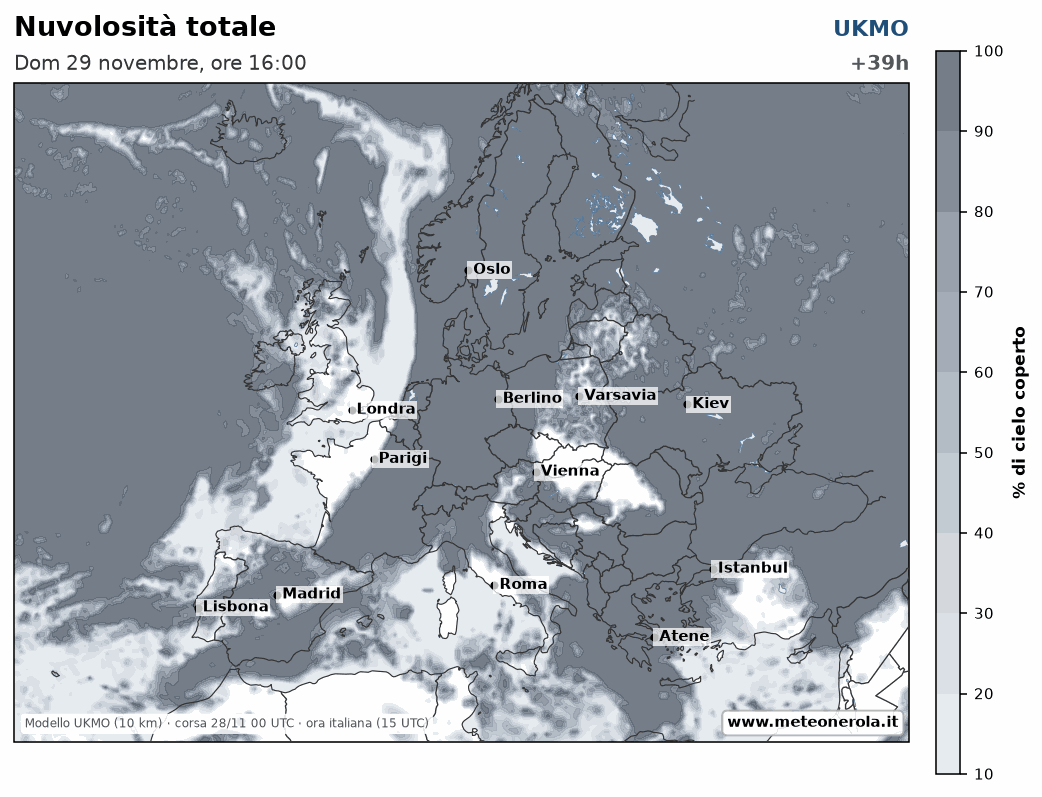 Nuvolosità totale
UKMO
Dom 29 novembre, ore 16:00
+39h
100
90
80
70
60
50
40
30
20
10
% di cielo coperto
Oslo
Berlino
Varsavia
Kiev
Londra
Parigi
Vienna
Istanbul
Roma
Madrid
Lisbona
Atene
Modello UKMO (10 km) · corsa 28/11 00 UTC · ora italiana (15 UTC)
www.meteonerola.it